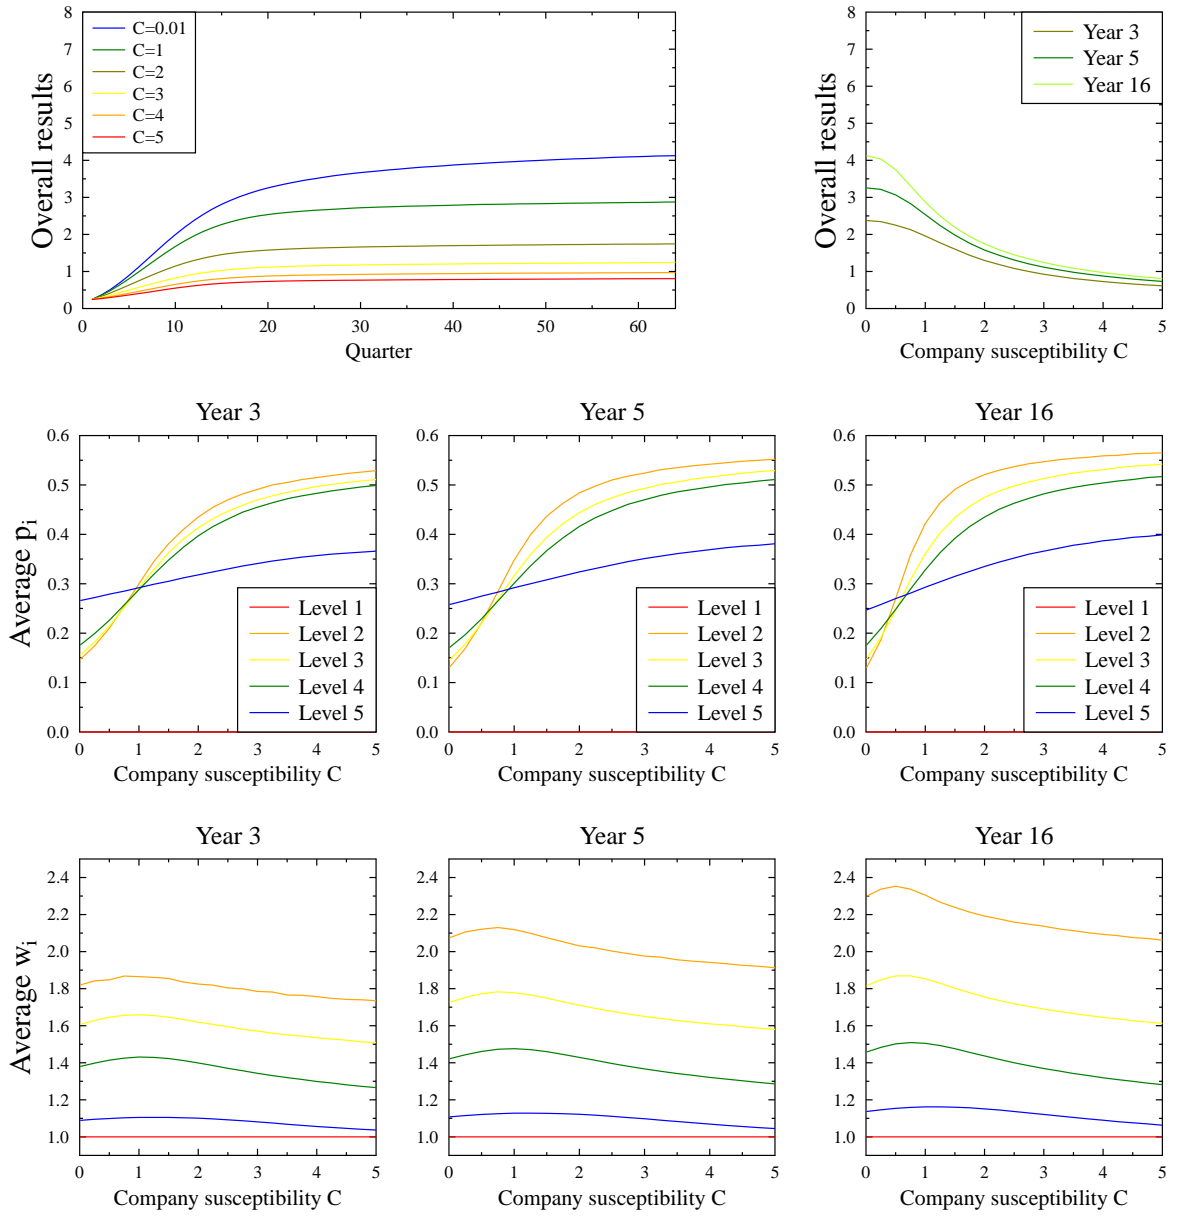 Overall results
8
7
6
5
4
3
2
1
0
C=0.01
C=1
C=2
C=3
C=4
C=5
0 10 20 30 40 50 60
Quarter
Overall results
8
7
6
5
4
3
2
1
0
Year 3
Year 5
Year 16
0 1 2 3 4 5
Company susceptibility C
Year 3
Average p_i
0.6
0.5
0.4
0.3
0.2
0.1
0.0
Level 1
Level 2
Level 3
Level 4
Level 5
0 1 2 3 4 5
Company susceptibility C
Year 5
0.6
0.5
0.4
0.3
0.2
0.1
0.0
Level 1
Level 2
Level 3
Level 4
Level 5
0 1 2 3 4 5
Company susceptibility C
Year 16
0.6
0.5
0.4
0.3
0.2
0.1
0.0
Level 1
Level 2
Level 3
Level 4
Level 5
0 1 2 3 4 5
Company susceptibility C
Year 3
Average w_i
2.4
2.2
2.0
1.8
1.6
1.4
1.2
1.0
0 1 2 3 4 5
Company susceptibility C
Year 5
2.4
2.2
2.0
1.8
1.6
1.4
1.2
1.0
0 1 2 3 4 5
Company susceptibility C
Year 16
2.4
2.2
2.0
1.8
1.6
1.4
1.2
1.0
0 1 2 3 4 5
Company susceptibility C